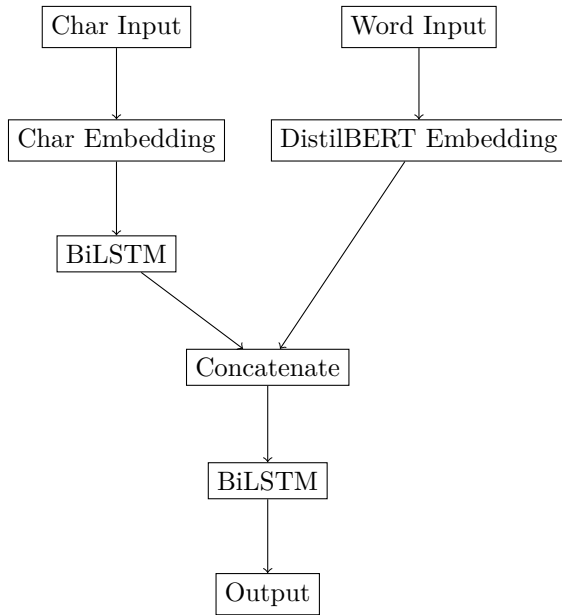 Char Input
Word Input
Char Embedding
DistilBERT Embedding
BiLSTM
Concatenate
BiLSTM
Output